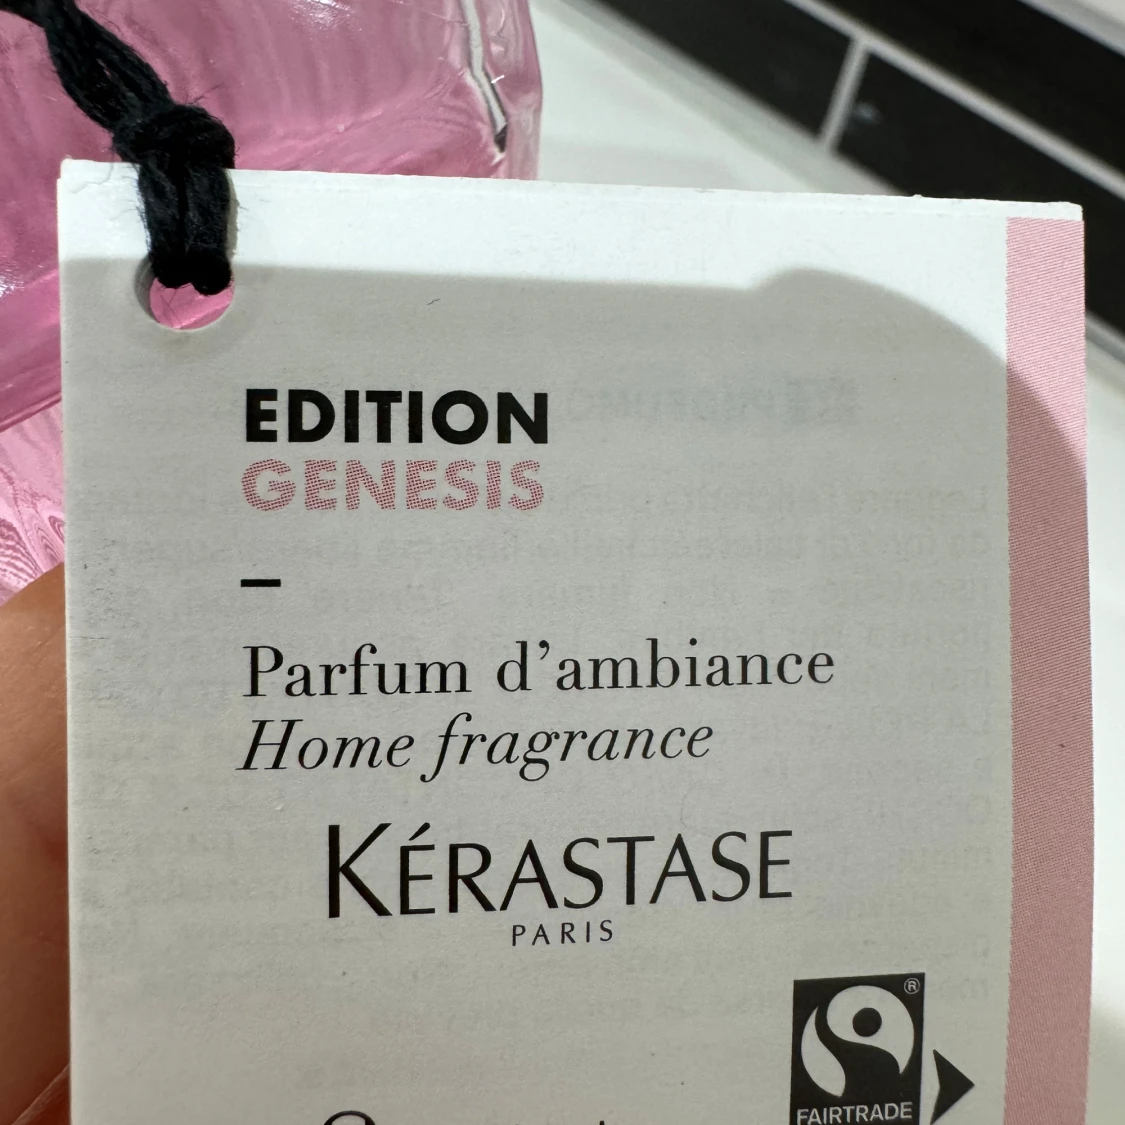 EDITION
GENESIS
Parfum d'ambiance
Home fragrance
KÉRASTASE
PARIS
®
FAIRTRADE